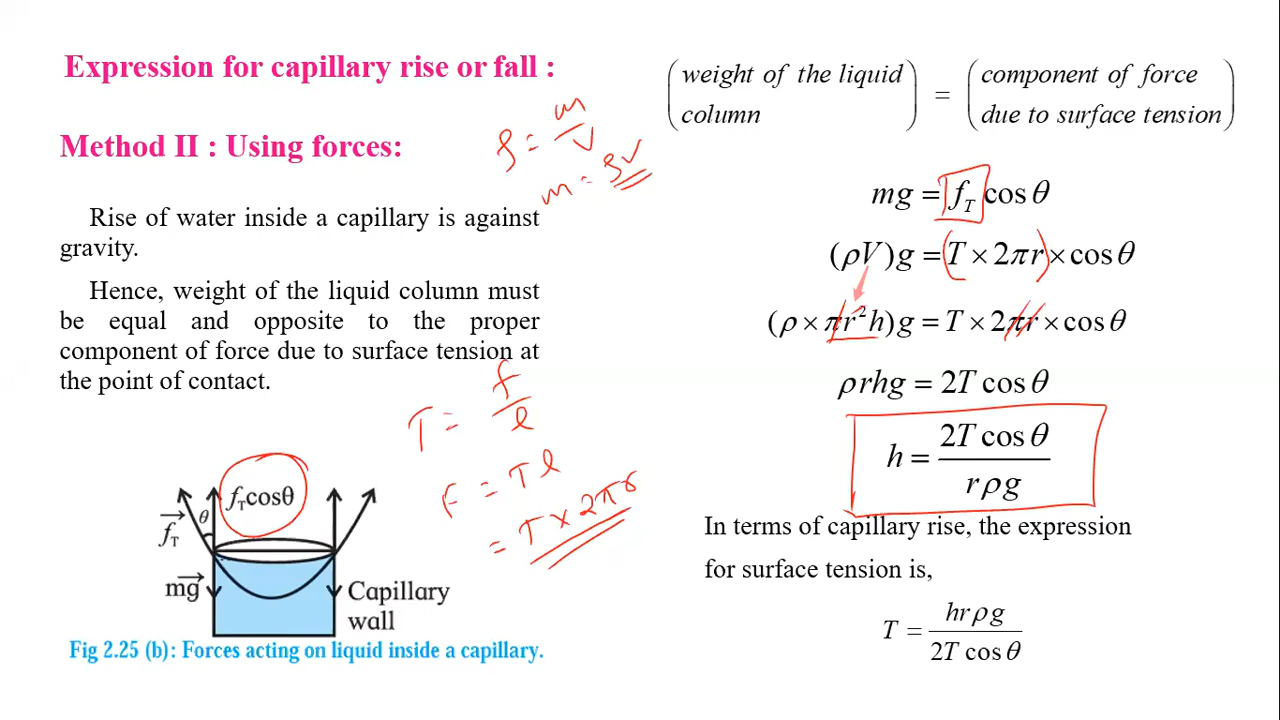 Expression for capillary rise or fall :
Method II : Using forces:
ρ = m/V
m = ρV
Rise of water inside a capillary is against
gravity.
Hence, weight of the liquid column must
be equal and opposite to the proper
component of force due to surface tension at
the point of contact.
T = f/l
F = Tl
= T × 2πr
f_T cosθ
θ
f_T
mg
Capillary
wall
Fig 2.25 (b): Forces acting on liquid inside a capillary.
(weight of the liquid column) = (component of force due to surface tension)
mg = f_T cos θ
(ρV)g = (T × 2πr) × cos θ
(ρ × πr²h)g = T × 2πr × cos θ
ρrhg = 2T cos θ
h = 2T cos θ / rρg
In terms of capillary rise, the expression
for surface tension is,
T = hrρg / 2T cos θ